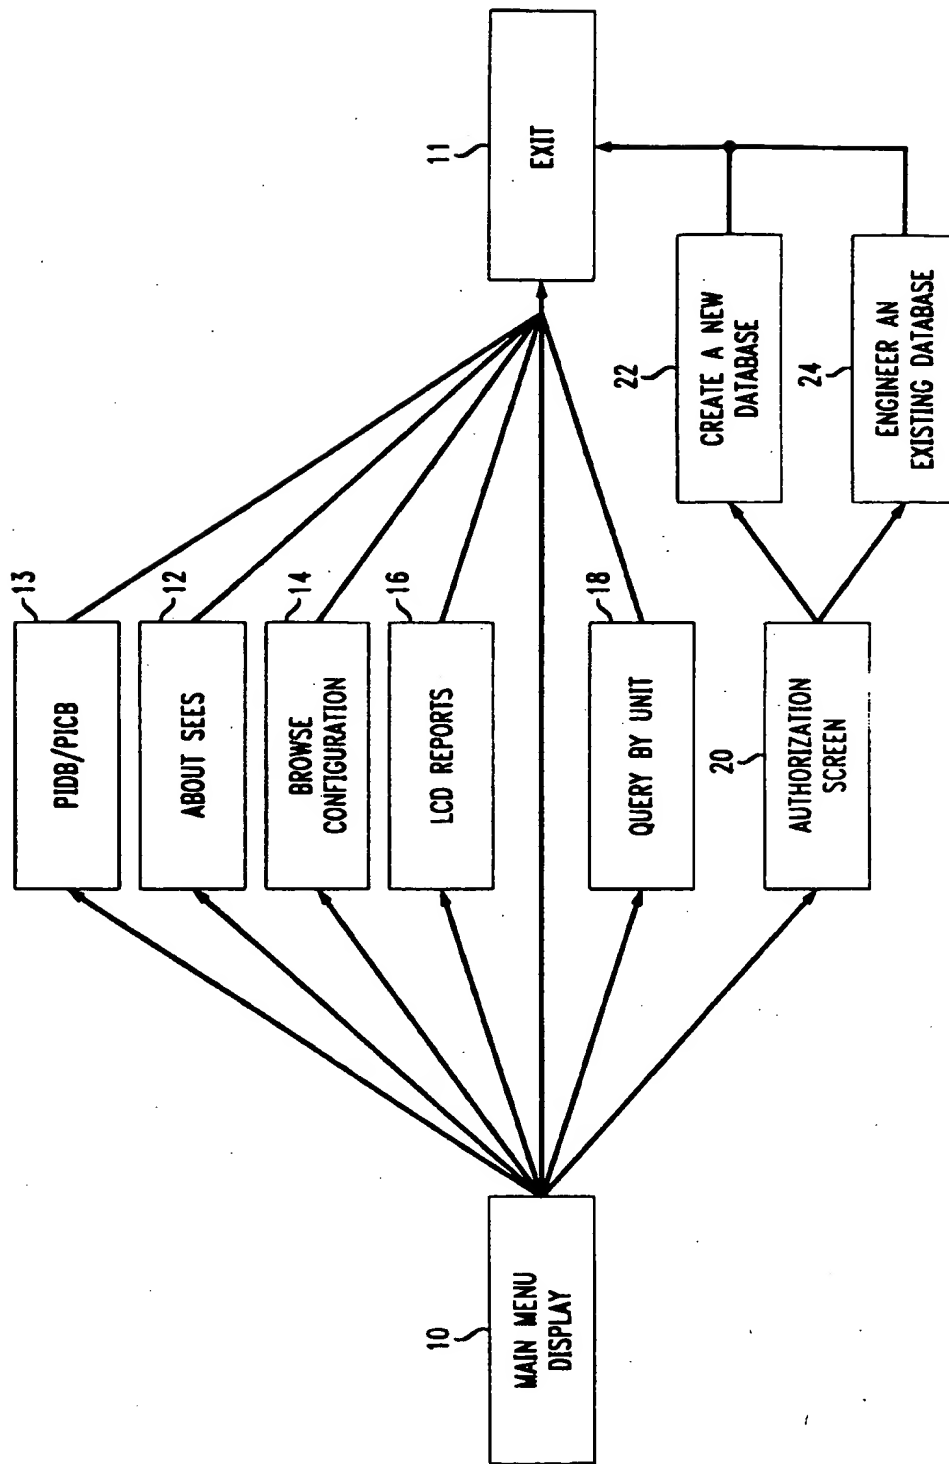 10
MAIN MENU
DISPLAY
13
PIDB/PICB
12
ABOUT SEES
14
BROWSE
CONFIGURATION
16
LCD REPORTS
18
QUERY BY UNIT
20
AUTHORIZATION
SCREEN
11
EXIT
22
CREATE A NEW
DATABASE
24
ENGINEER AN
EXISTING DATABASE